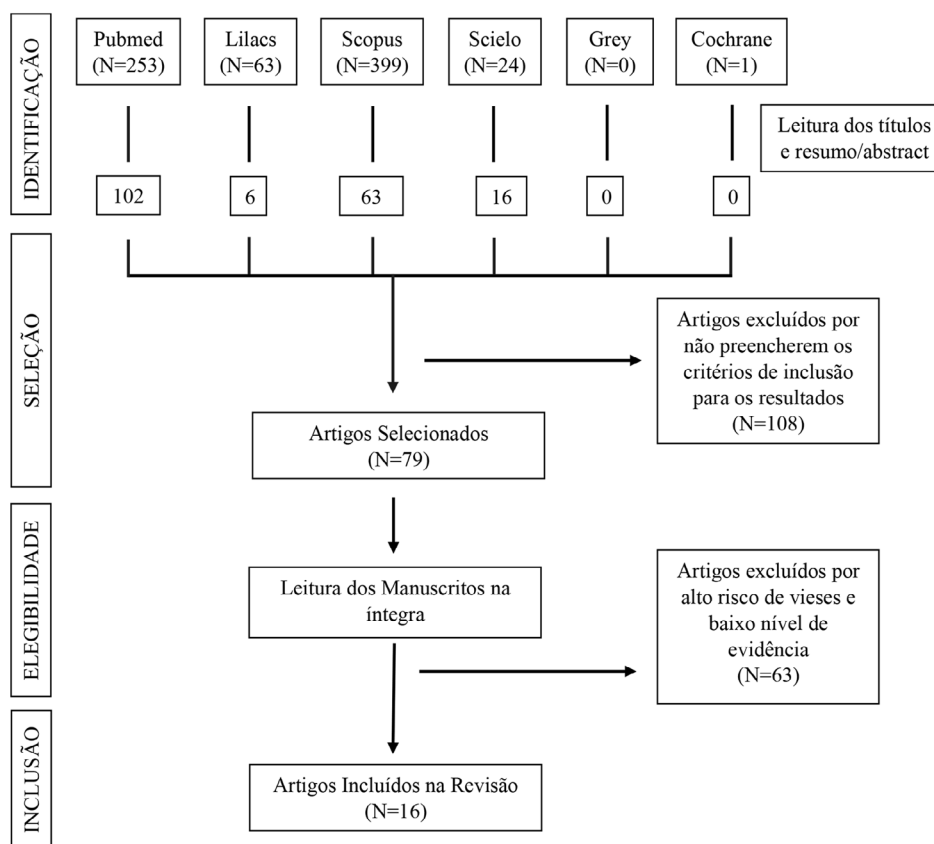 IDENTIFICAÇÃO
Pubmed
(N=253)
Lilacs
(N=63)
Scopus
(N=399)
Scielo
(N=24)
Grey
(N=0)
Cochrane
(N=1)
Leitura dos títulos
e resumo/abstract
102
6
63
16
0
0
SELEÇÃO
Artigos excluídos por
não preencherem os
critérios de inclusão
para os resultados
(N=108)
Artigos Selecionados
(N=79)
ELEGIBILIDADE
Leitura dos Manuscritos na
íntegra
Artigos excluídos por
alto risco de vieses e
baixo nível de
evidência
(N=63)
INCLUSÃO
Artigos Incluídos na Revisão
(N=16)